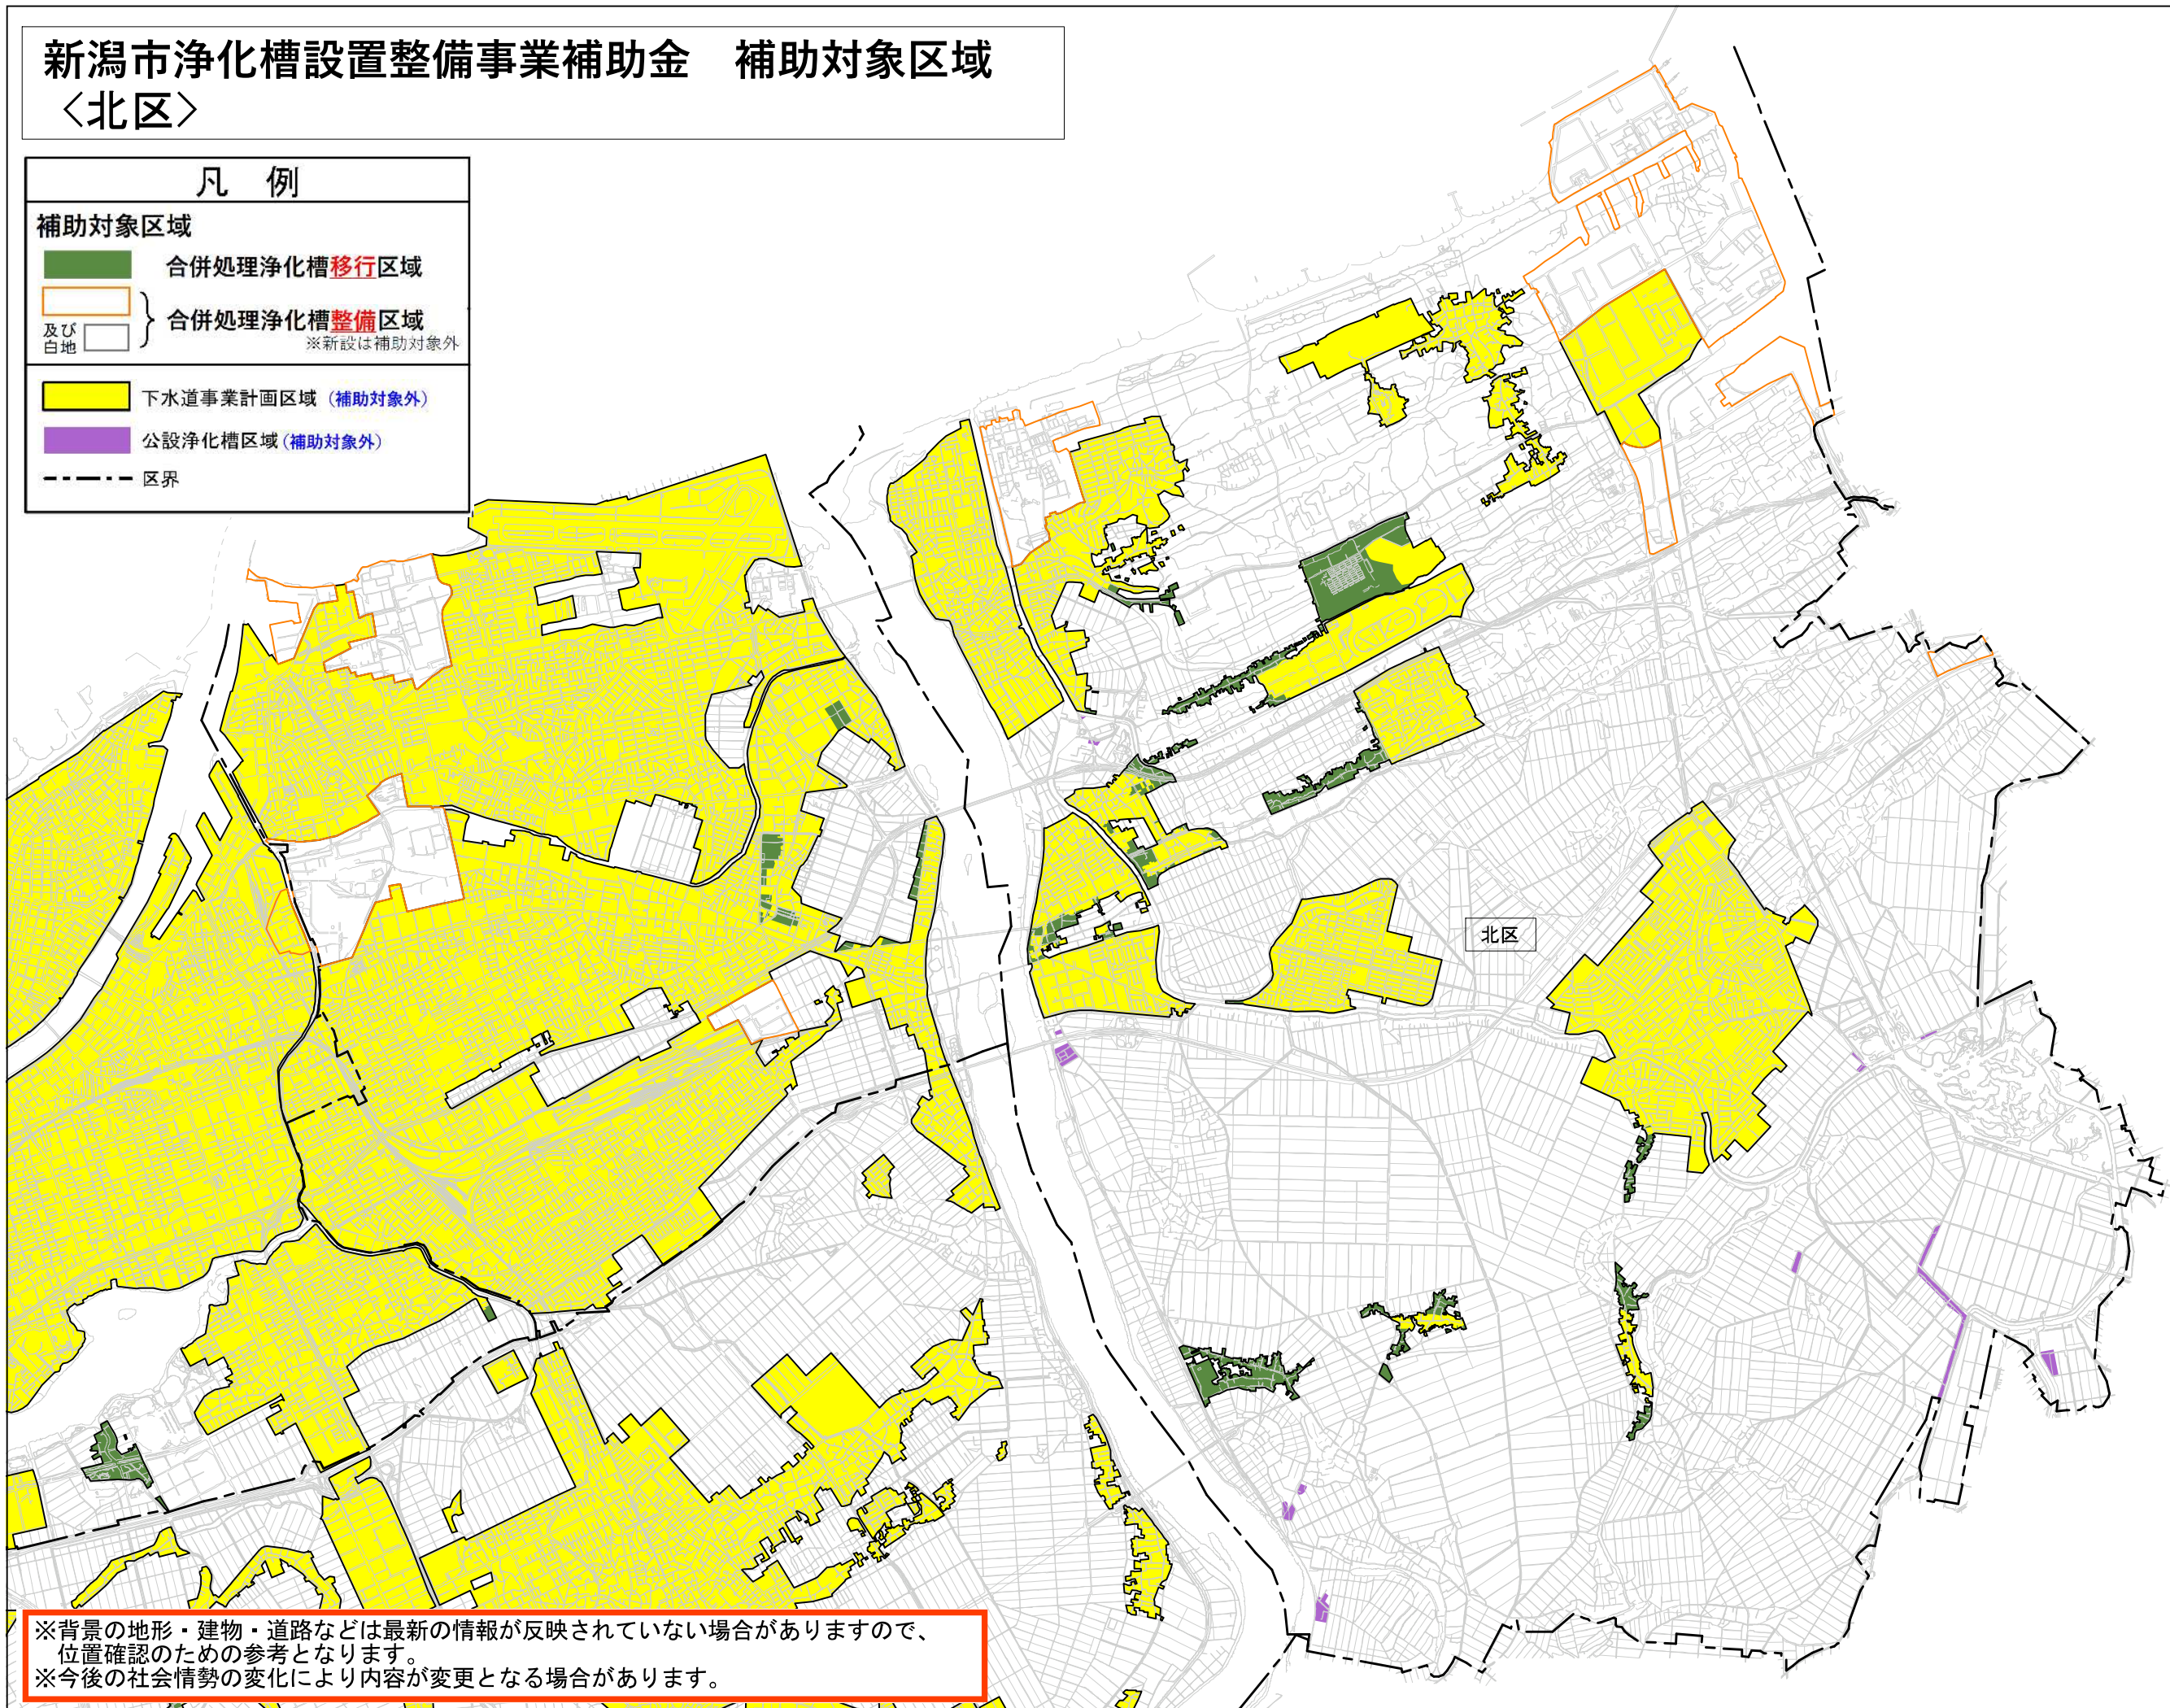 新潟市浄化槽設置整備事業補助金　補助対象区域
〈北区〉
凡　例
補助対象区域
合併処理浄化槽移行区域
合併処理浄化槽整備区域
及び
白地
※新設は補助対象外
下水道事業計画区域（補助対象外）
公設浄化槽区域（補助対象外）
区界
北区
※背景の地形・建物・道路などは最新の情報が反映されていない場合がありますので、
位置確認のための参考となります。
※今後の社会情勢の変化により内容が変更となる場合があります。